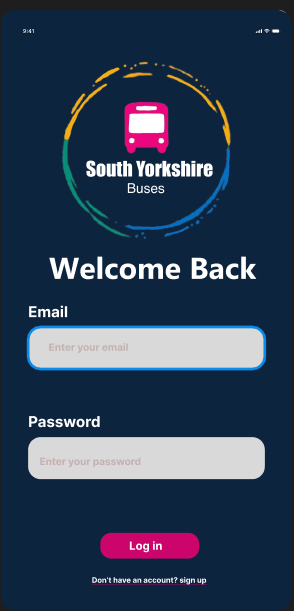 9:41
South Yorkshire
Buses
Welcome Back
Email
Enter your email
Password
Enter your password
Log in
Don't have an account? sign up